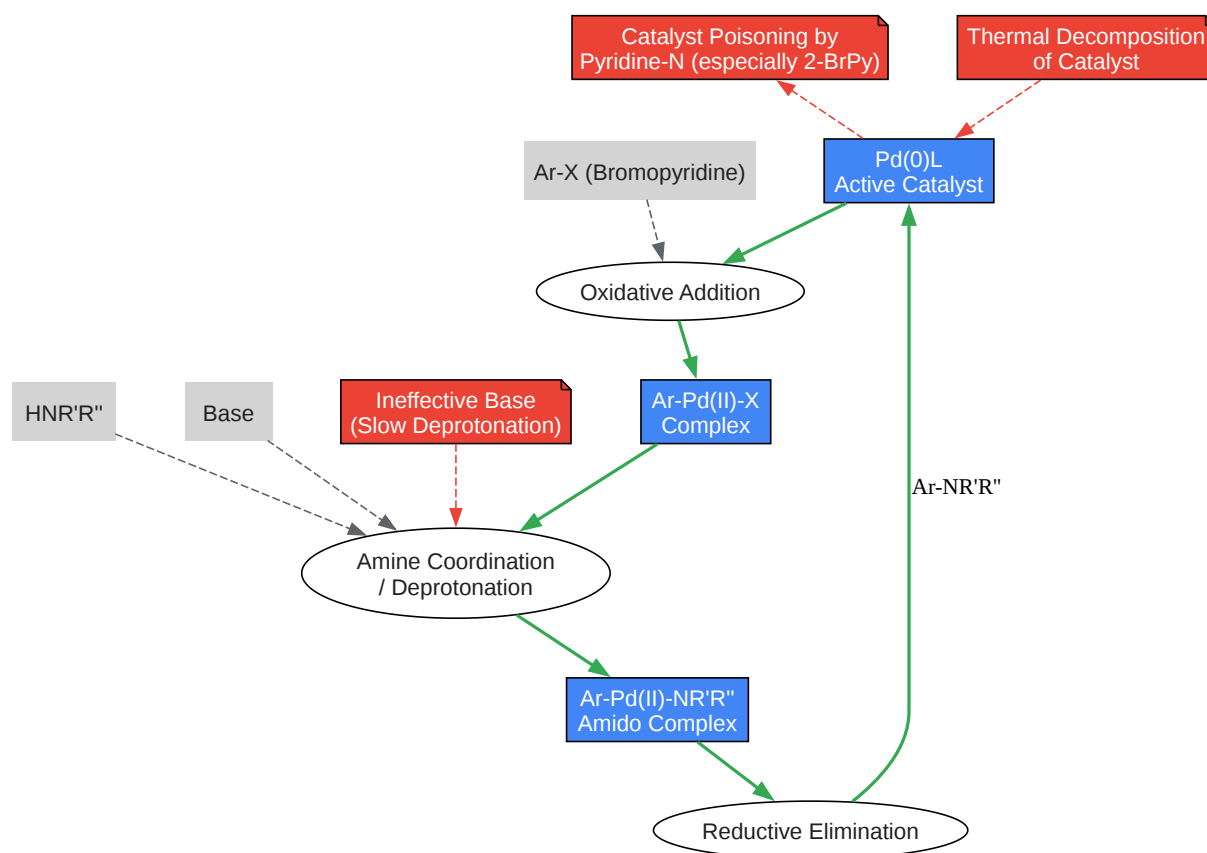 Catalyst Poisoning by
Pyridine-N (especially 2-BrPy)
Thermal Decomposition
of Catalyst
Pd(0)L
Active Catalyst
Ar-X (Bromopyridine)
Oxidative Addition
HNR'R"
Base
Ineffective Base
(Slow Deprotonation)
Ar-Pd(II)-X
Complex
Ar-NR'R"
Amine Coordination
/ Deprotonation
Ar-Pd(II)-NR'R"
Amido Complex
Reductive Elimination